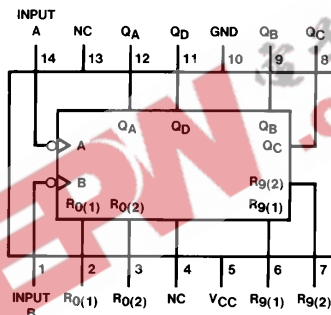 INPUT
A NC QA QD GND QB QC
14 13 12 11 10 9 8
QA QD QB
A QC
B R9(2)
R0(1) R0(2) R9(1)
1 2 3 4 5 6 7
INPUT R0(1) R0(2) NC VCC R9(1) R9(2)
B